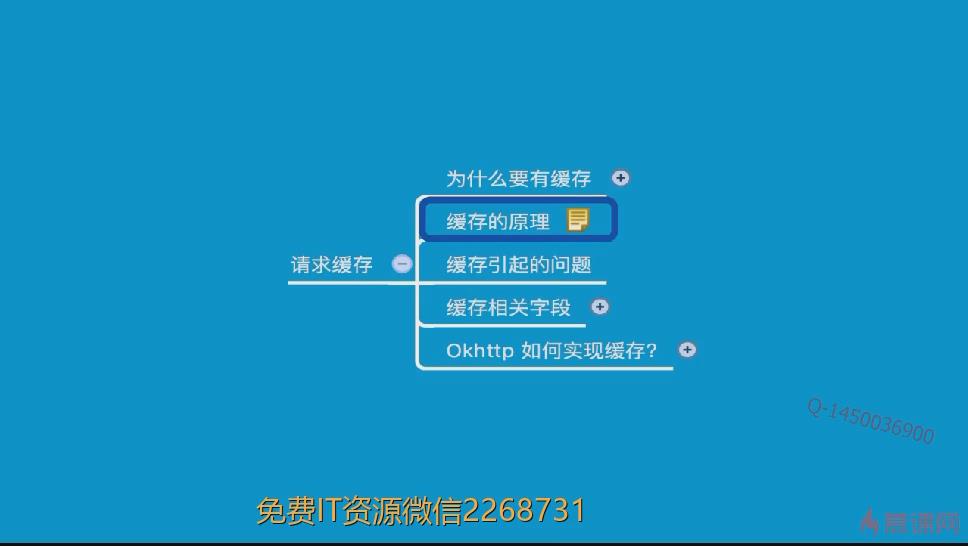 为什么要有缓存
缓存的原理
请求缓存
缓存引起的问题
缓存相关字段
Okhttp 如何实现缓存?
Q-1450036900
免费IT资源微信2268731
慕课网